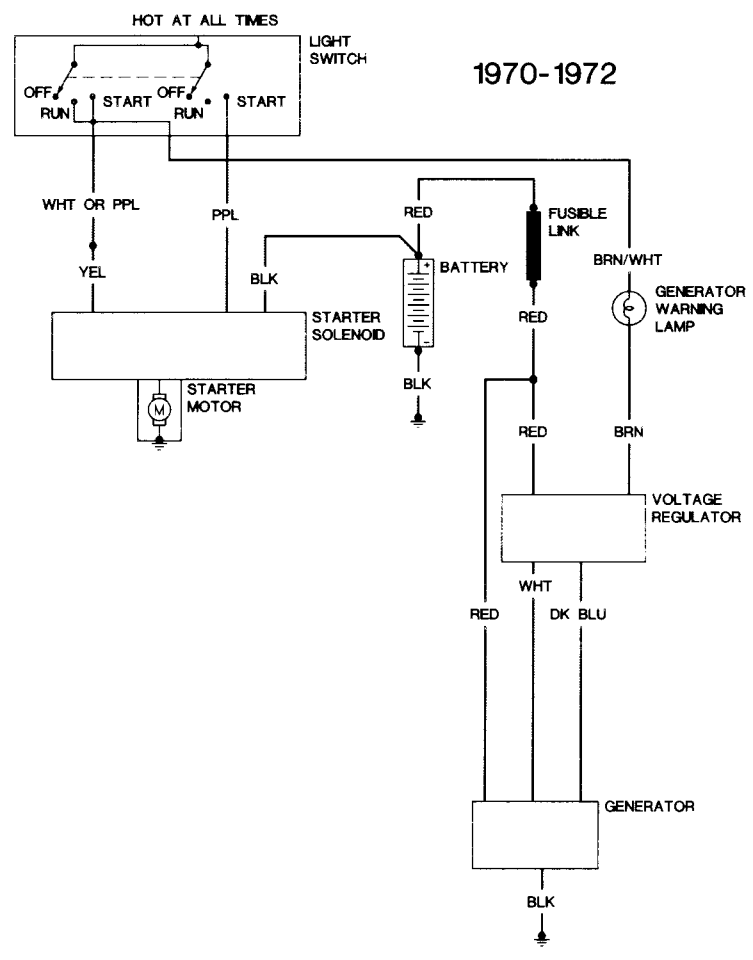 HOT AT ALL TIMES
LIGHT
SWITCH
1970-1972
OFF
START
OFF
START
RUN
RUN
WHT OR PPL
PPL
RED
FUSIBLE
LINK
BRN/WHT
YEL
BLK
+
BATTERY
-
GENERATOR
WARNING
LAMP
STARTER
SOLENOID
RED
BLK
STARTER
MOTOR
M
RED
BRN
VOLTAGE
REGULATOR
WHT
RED
DK BLU
GENERATOR
BLK